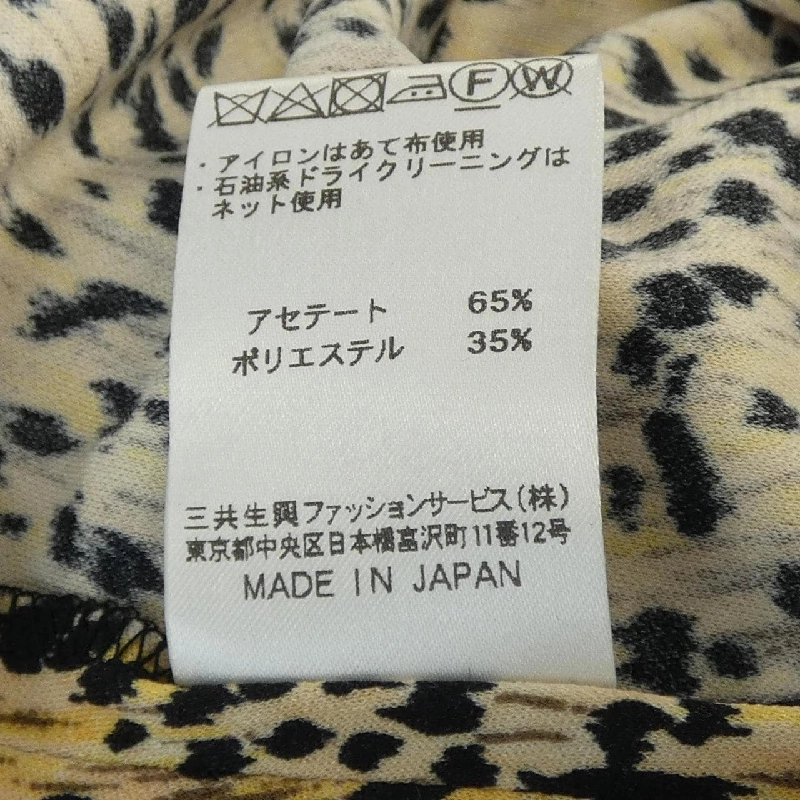 F W
・アイロンはあて布使用
・石油系ドライクリーニングは
ネット使用
アセテート 65%
ポリエステル 35%
三共生興ファッションサービス(株)
東京都中央区日本橋富沢町11番12号
MADE IN JAPAN